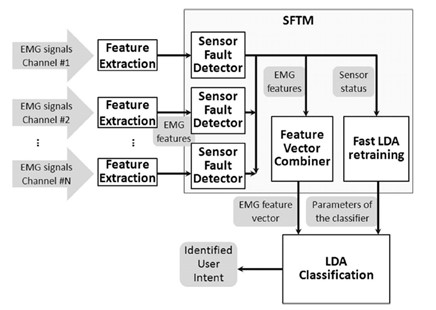 SFTM
EMG signals
Channel #1
Feature
Extraction
Sensor
Fault
Detector
EMG signals
Channel #2
Feature
Extraction
EMG
features
Sensor
Fault
Detector
EMG signals
Channel #N
Feature
Extraction
Sensor
Fault
Detector
EMG
features
Sensor
status
Feature
Vector
Combiner
Fast LDA
retraining
EMG feature
vector
Parameters of
the classifier
Identified
User
Intent
LDA
Classification